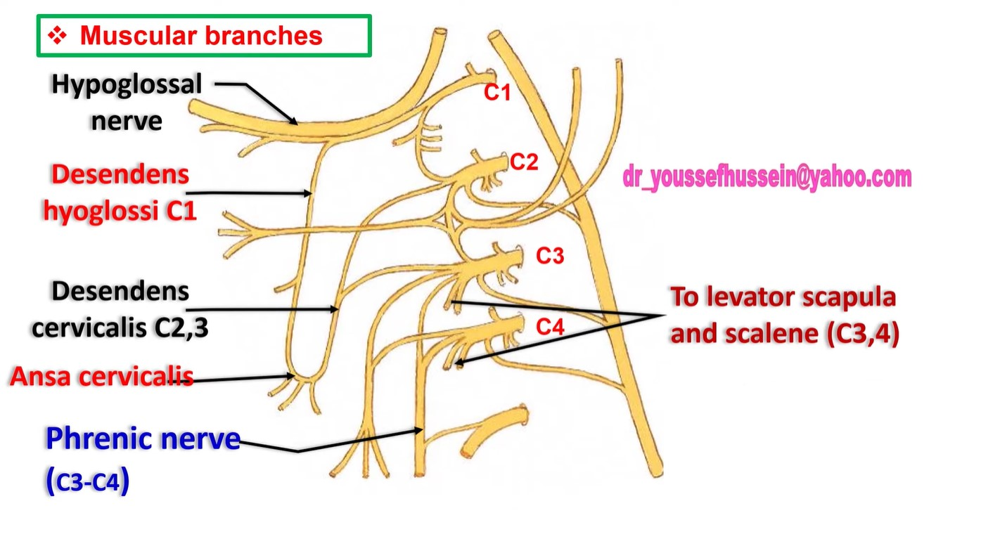 ❖ Muscular branches
Hypoglossal
nerve
C1
C2
dr_youssefhussein@yahoo.com
Desendens
hyoglossi C1
C3
Desendens
cervicalis C2,3
To levator scapula
and scalene (C3,4)
C4
Ansa cervicalis
Phrenic nerve
(C3-C4)